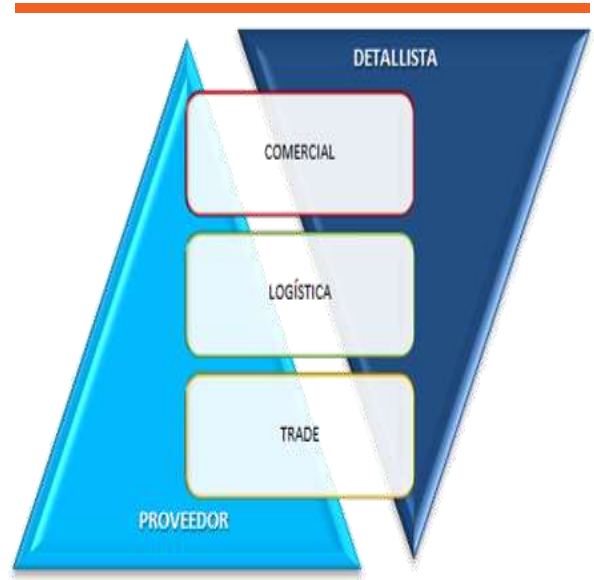 DETALLISTA
COMERCIAL
LOGÍSTICA
TRADE
PROVEEDOR